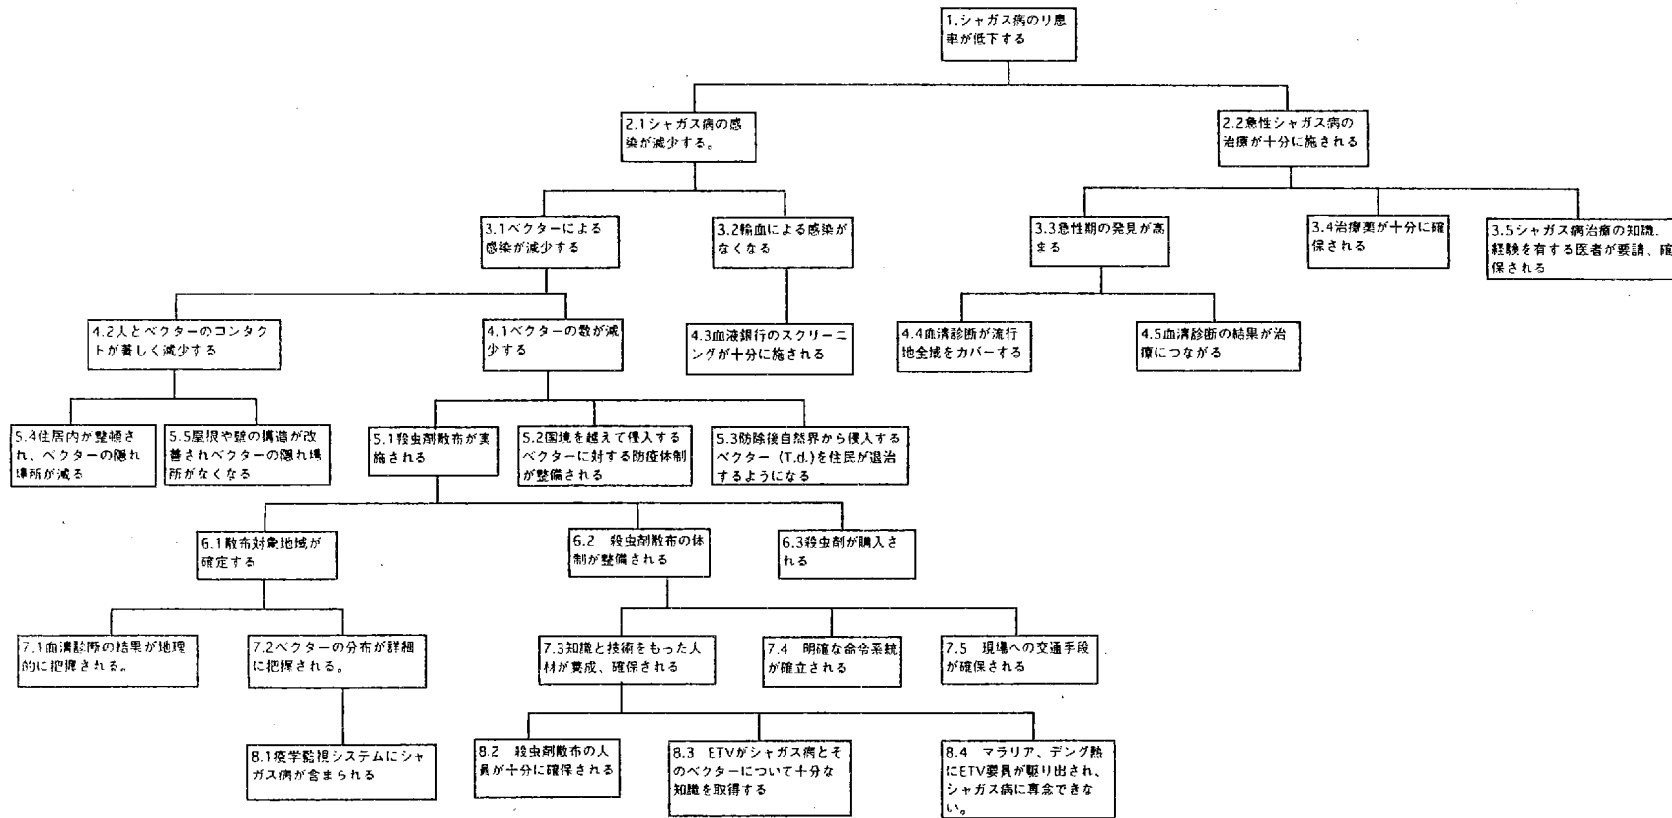 1.シャガス病のり患
率が低下する
2.1シャガス病の感
染が減少する。
2.2急性シャガス病の
治療が十分に施される
3.1ベクターによる
感染が減少する
3.2輸血による感染が
なくなる
3.3急性期の発見が高
まる
3.4治療薬が十分に確
保される
3.5シャガス病治療の知識、
経験を有する医者が要請、確
保される
4.2人とベクターのコンタク
トが著しく減少する
4.1ベクターの数が減
少する
4.3血液銀行のスクリーニ
ングが十分に施される
4.4血清診断が流行
地全域をカバーする
4.5血清診断の結果が治
療につながる
5.4住居内が整頓さ
れ、ベクターの隠れ
場所が減る
5.5屋根や壁の構造が改
善されベクターの隠れ場
所がなくなる
5.1殺虫剤散布が実
施される
5.2国境を越えて侵入する
ベクターに対する防疫体制
が整備される
5.3防除後自然界から侵入する
ベクター (T.d.)を住民が退治
するようになる
6.1散布対象地域が
確定する
6.2 殺虫剤散布の体
制が整備される
6.3殺虫剤が購入さ
れる
7.1血清診断の結果が地理
的に把握される。
7.2ベクターの分布が詳細
に把握される。
7.3知識と技術をもった人
材が養成、確保される
7.4 明確な命令系統
が確立される
7.5 現場への交通手段
が確保される
8.1疫学監視システムにシャ
ガス病が含まられる
8.2 殺虫剤散布の人
員が十分に確保される
8.3 ETVがシャガス病とそ
のベクターについて十分な
知識を取得する
8.4 マラリア、デング熱
にETV要員が駆り出され、
シャガス病に専念できな
い。